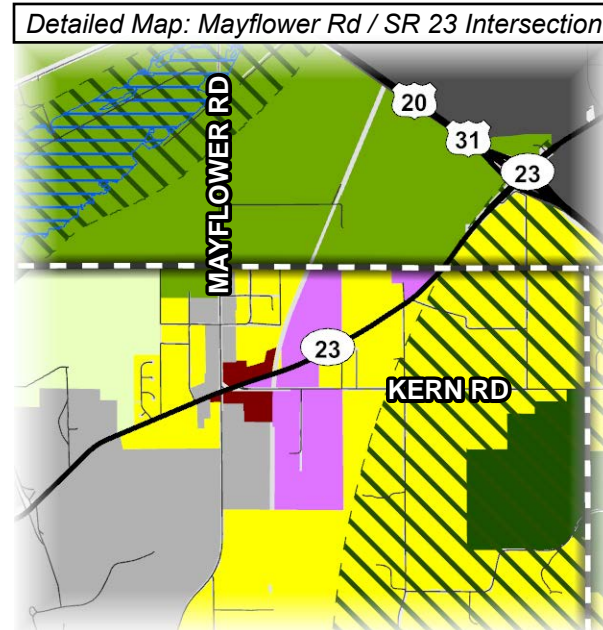 Detailed Map: Mayflower Rd / SR 23 Intersection
20
31
23
MAYFLOWER RD
23
KERN RD